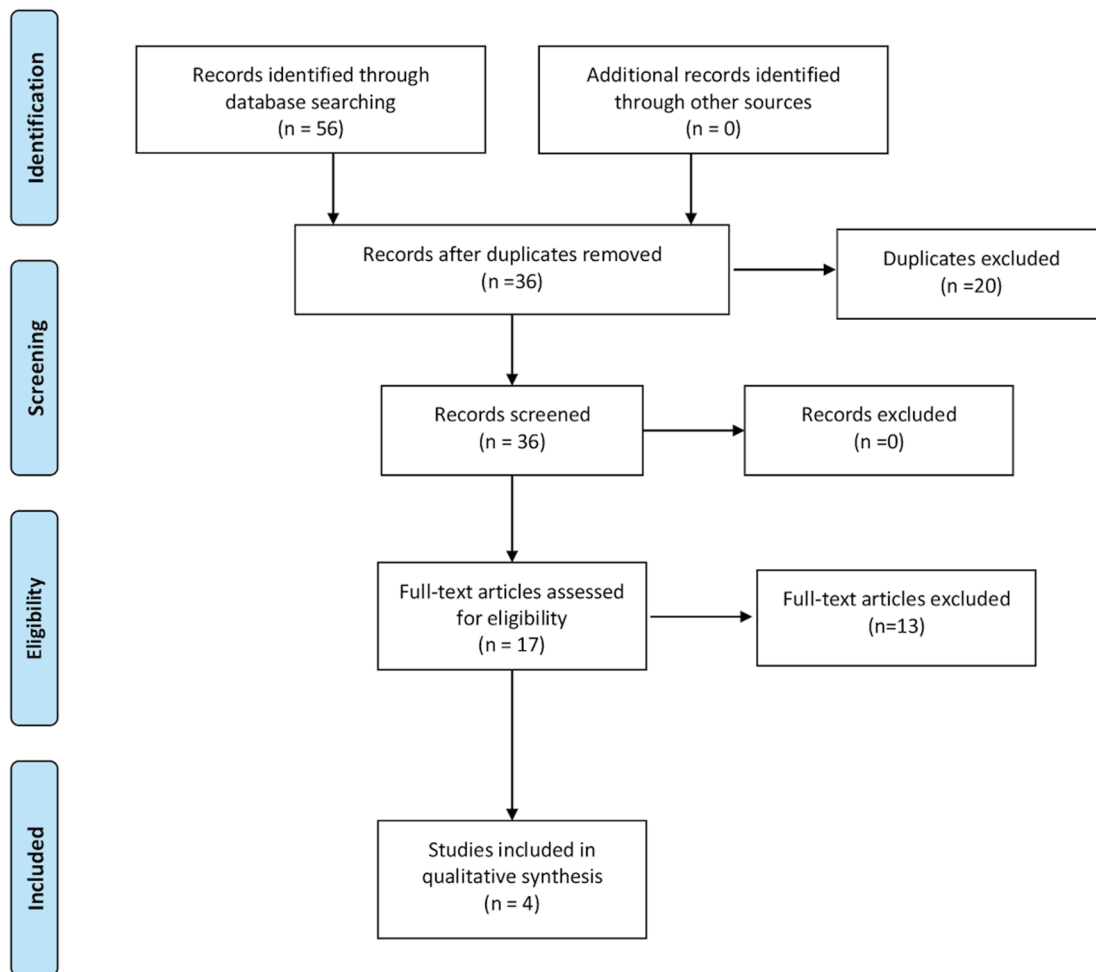 Identification
Records identified through
database searching
(n = 56)
Additional records identified
through other sources
(n = 0)
Records after duplicates removed
(n =36)
Duplicates excluded
(n =20)
Screening
Records screened
(n = 36)
Records excluded
(n =0)
Eligibility
Full-text articles assessed
for eligibility
(n = 17)
Full-text articles excluded
(n=13)
Included
Studies included in
qualitative synthesis
(n = 4)